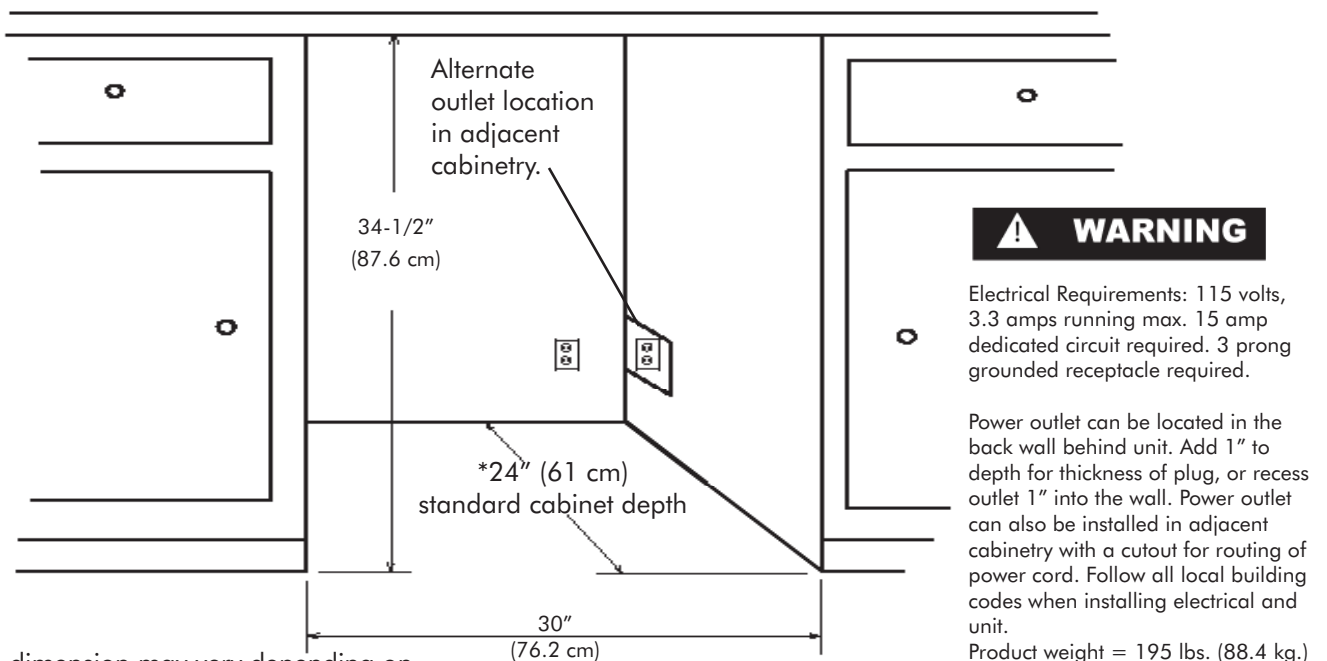 Alternate
outlet location
in adjacent
cabinetry.
34-1/2″
(87.6 cm)
*24″ (61 cm)
standard cabinet depth
30″
(76.2 cm)
dimension may vary depending on
WARNING
Electrical Requirements: 115 volts,
3.3 amps running max. 15 amp
dedicated circuit required. 3 prong
grounded receptacle required.
Power outlet can be located in the
back wall behind unit. Add 1″ to
depth for thickness of plug, or recess
outlet 1″ into the wall. Power outlet
can also be installed in adjacent
cabinetry with a cutout for routing of
power cord. Follow all local building
codes when installing electrical and
unit.
Product weight = 195 lbs. (88.4 kg.)